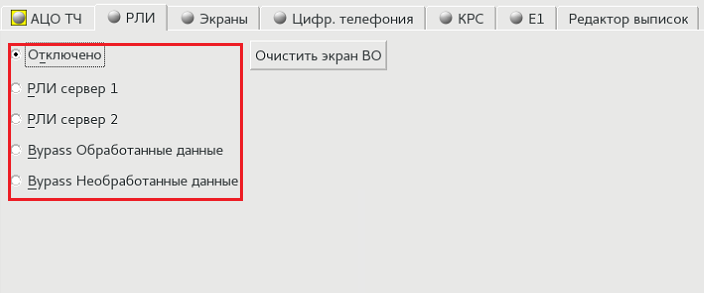 АЦО ТЧ РЛИ Экраны Цифр. телефония КРС E1 Редактор выписок
Отключено Очистить экран ВО
РЛИ сервер 1
РЛИ сервер 2
Bypass Обработанные данные
Bypass Необработанные данные